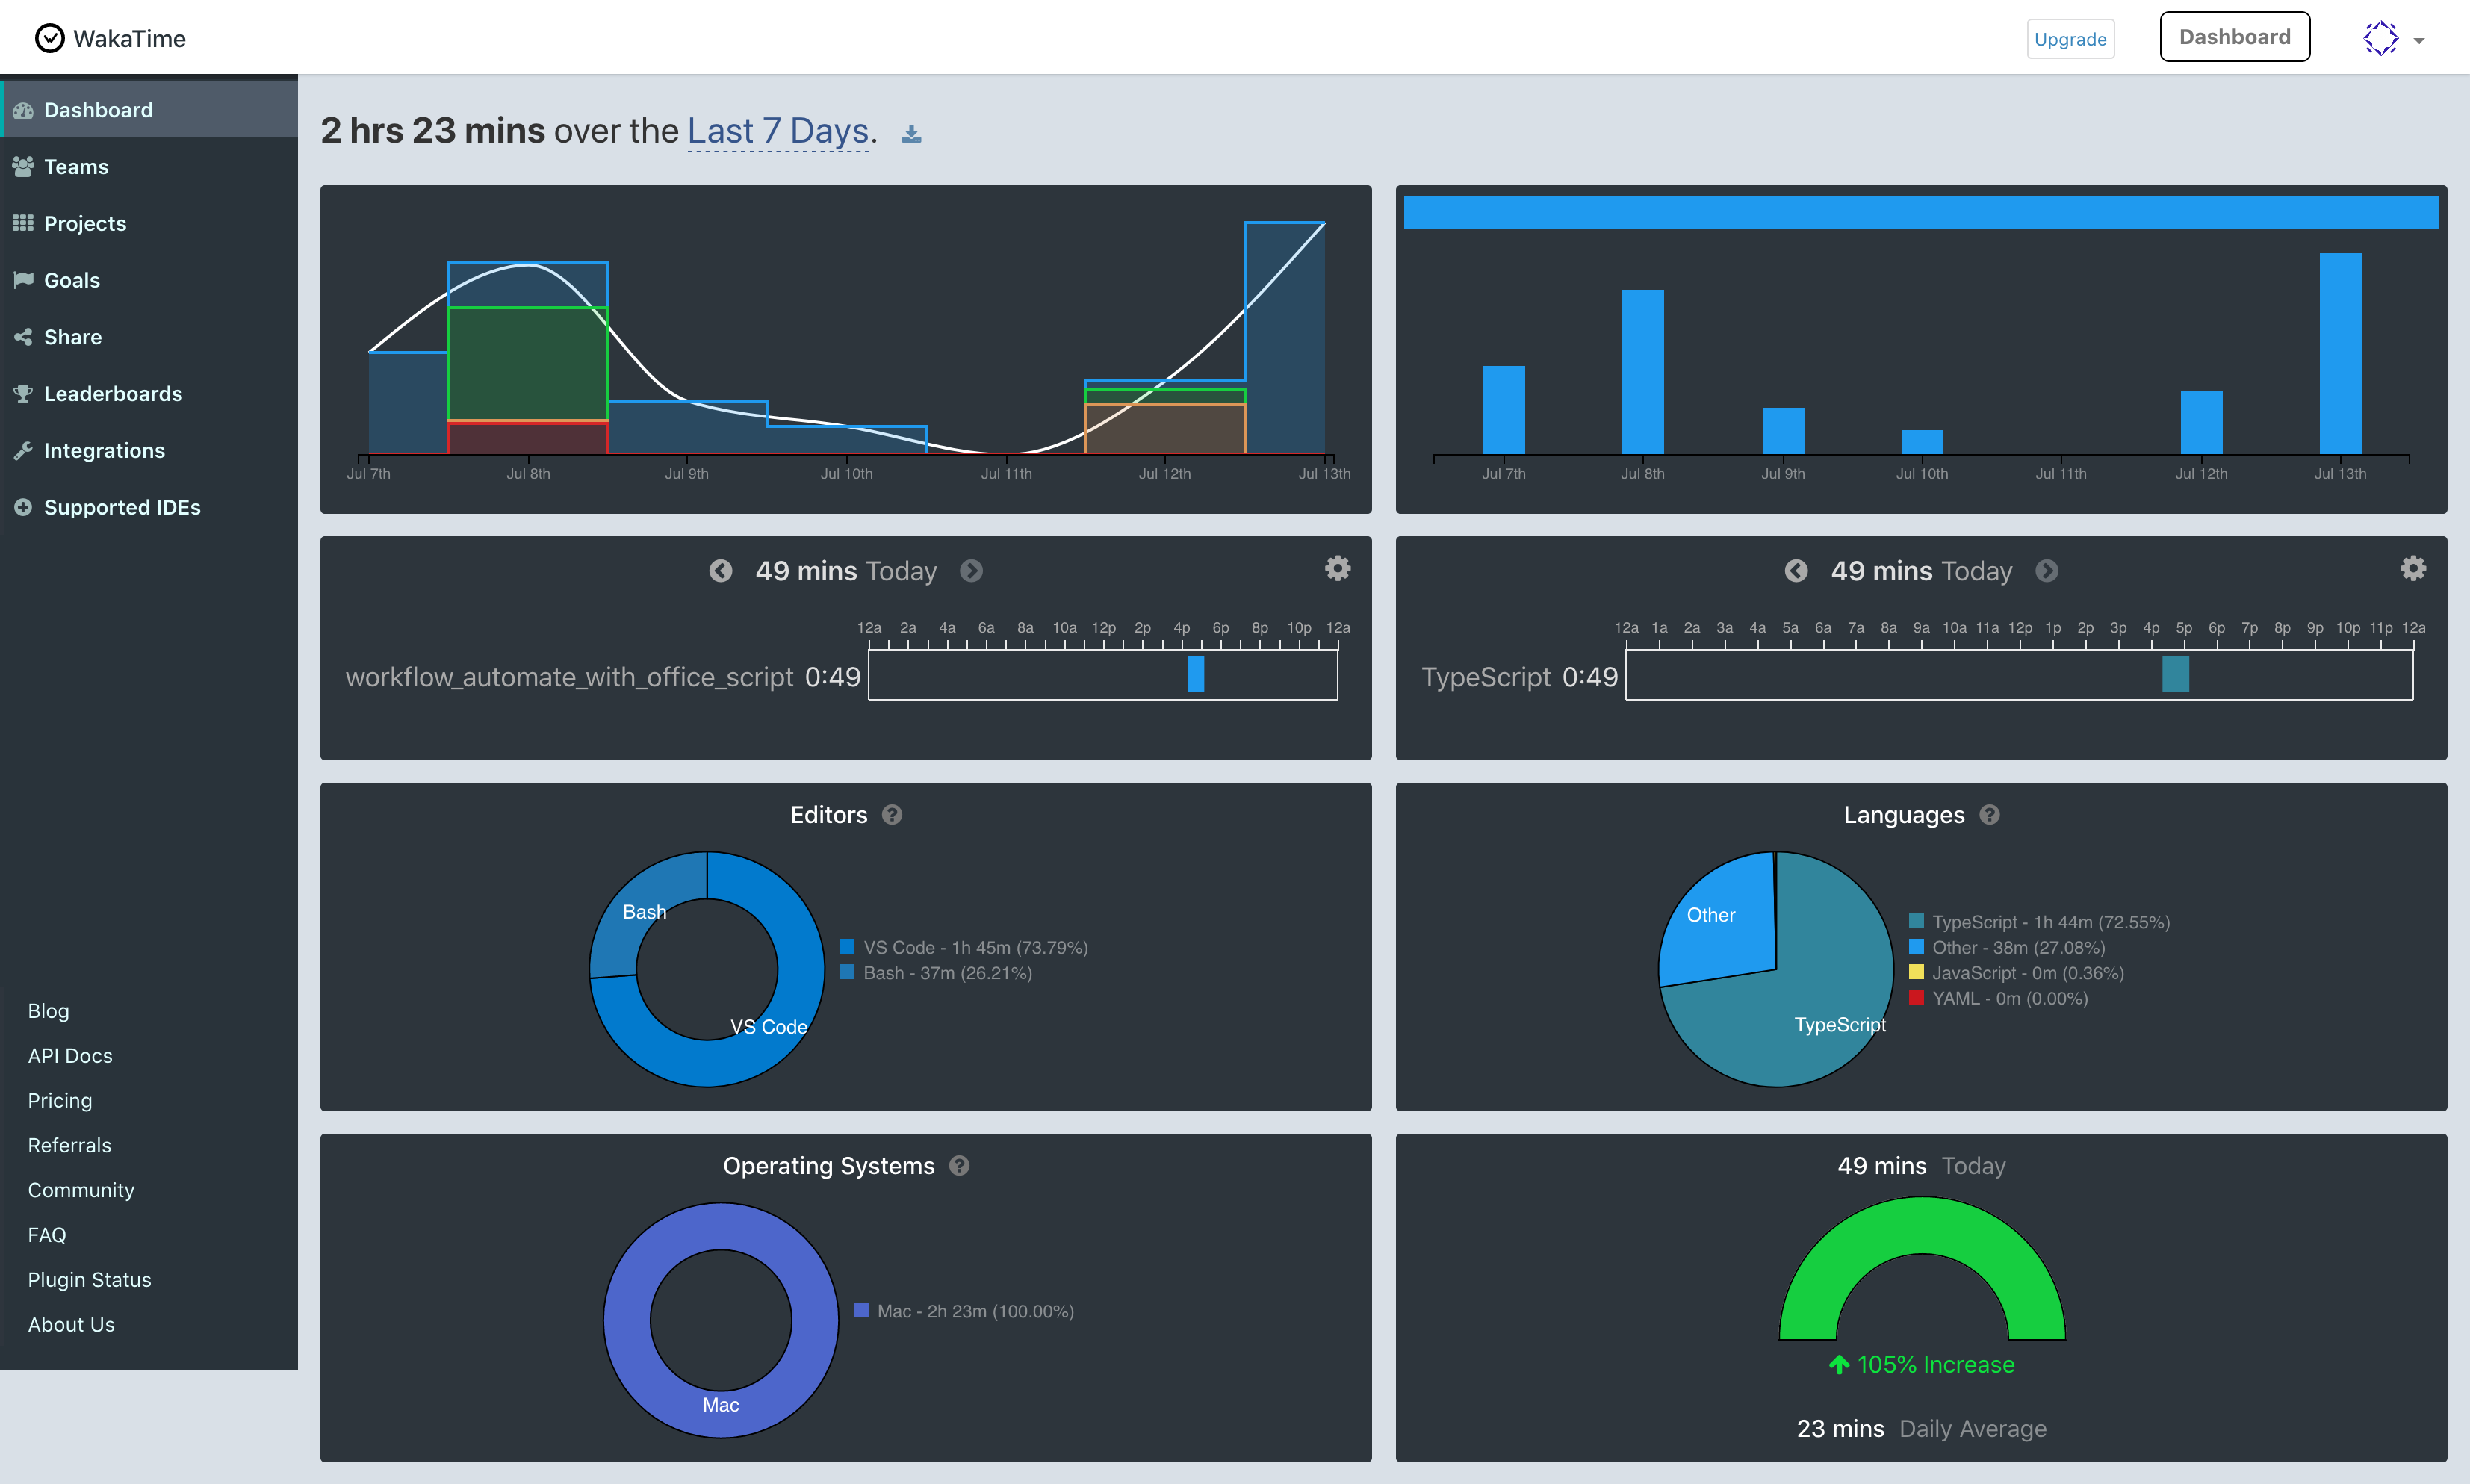 WakaTime
Upgrade
Dashboard
Dashboard
Teams
Projects
Goals
Share
Leaderboards
Integrations
Supported IDEs
Blog
API Docs
Pricing
Referrals
Community
FAQ
Plugin Status
About Us
2 hrs 23 mins over the Last 7 Days.
Jul 7th Jul 8th Jul 9th Jul 10th Jul 11th Jul 12th Jul 13th
Jul 7th Jul 8th Jul 9th Jul 10th Jul 11th Jul 12th Jul 13th
49 mins Today
12a 2a 4a 6a 8a 10a 12p 2p 4p 6p 8p 10p 12a
workflow_automate_with_office_script 0:49
49 mins Today
12a 1a 2a 3a 4a 5a 6a 7a 8a 9a 10a 11a 12p 1p 2p 3p 4p 5p 6p 7p 8p 9p 10p 11p 12a
TypeScript 0:49
Editors ?
Bash
VS Code
VS Code - 1h 45m (73.79%)
Bash - 37m (26.21%)
Languages ?
Other
TypeScript
TypeScript - 1h 44m (72.55%)
Other - 38m (27.08%)
JavaScript - 0m (0.36%)
YAML - 0m (0.00%)
Operating Systems ?
Mac
Mac - 2h 23m (100.00%)
49 mins Today
105% Increase
23 mins Daily Average